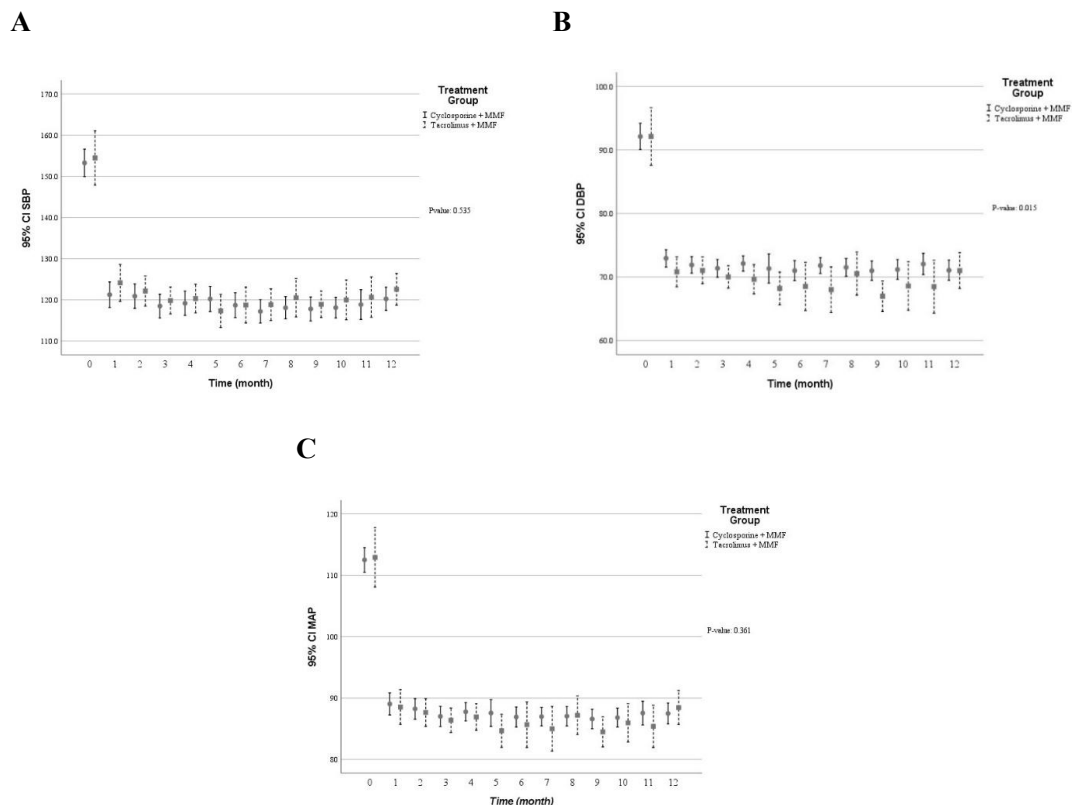 A
B
170.0
160.0
150.0
140.0
130.0
120.0
110.0
95% CI SBP
0 1 2 3 4 5 6 7 8 9 10 11 12
Time (month)
Treatment
Group
Cyclosporine + MMF
Tacrolimus + MMF
Pvalue: 0.535
100.0
90.0
80.0
70.0
60.0
95% CI DBP
0 1 2 3 4 5 6 7 8 9 10 11 12
Time (month)
Treatment
Group
Cyclosporine + MMF
Tacrolimus + MMF
P-value: 0.015
C
120
110
100
90
80
95% CI MAP
0 1 2 3 4 5 6 7 8 9 10 11 12
Time (month)
Treatment
Group
Cyclosporine + MMF
Tacrolimus + MMF
P-value: 0.361